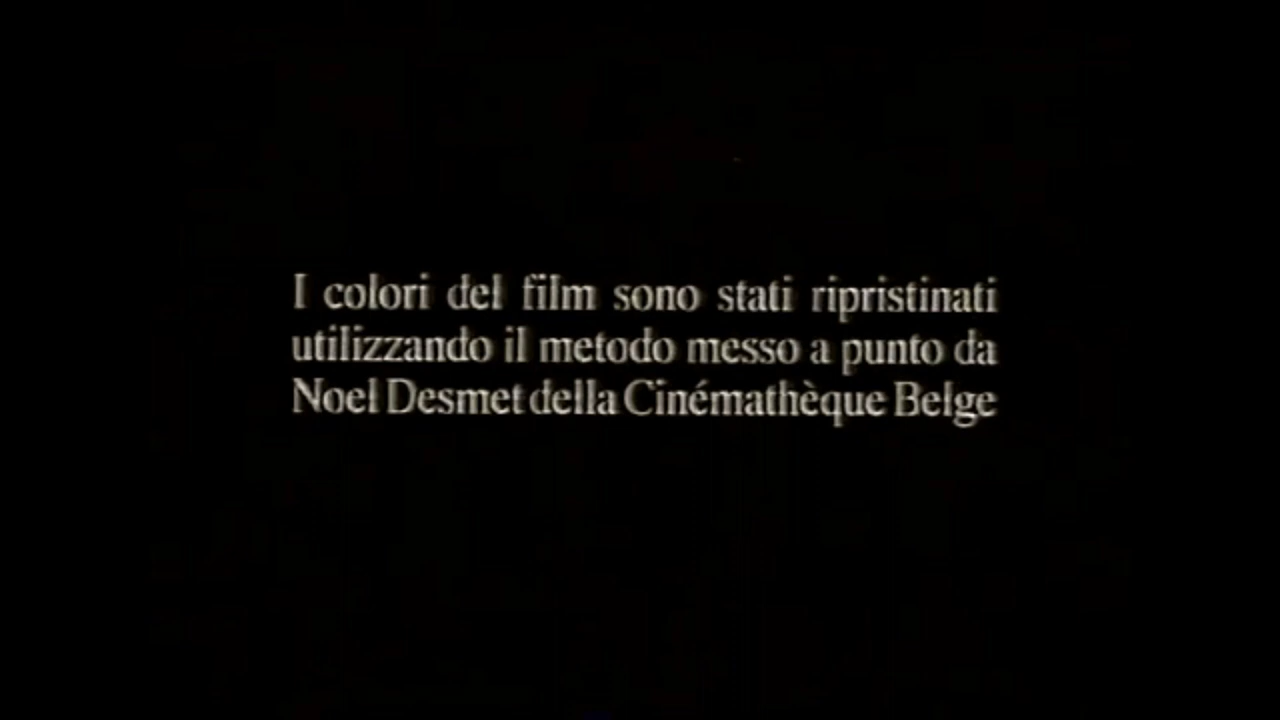 I colori del film sono stati ripristinati
utilizzando il metodo messo a punto da
Noel Desmet della Cinémathèque Belge